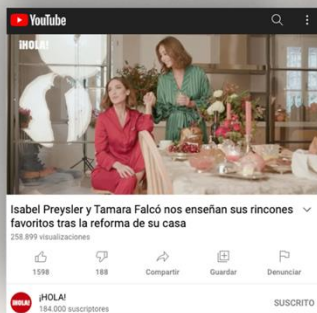 YouTube
¡HOLA!
Isabel Preysler y Tamara Falcó nos enseñan sus rincones
favoritos tras la reforma de su casa
258.899 visualizaciones
1598 188 Compartir Guardar Denunciar
¡HOLA! ¡HOLA!
184.000 suscriptores
SUSCRITO